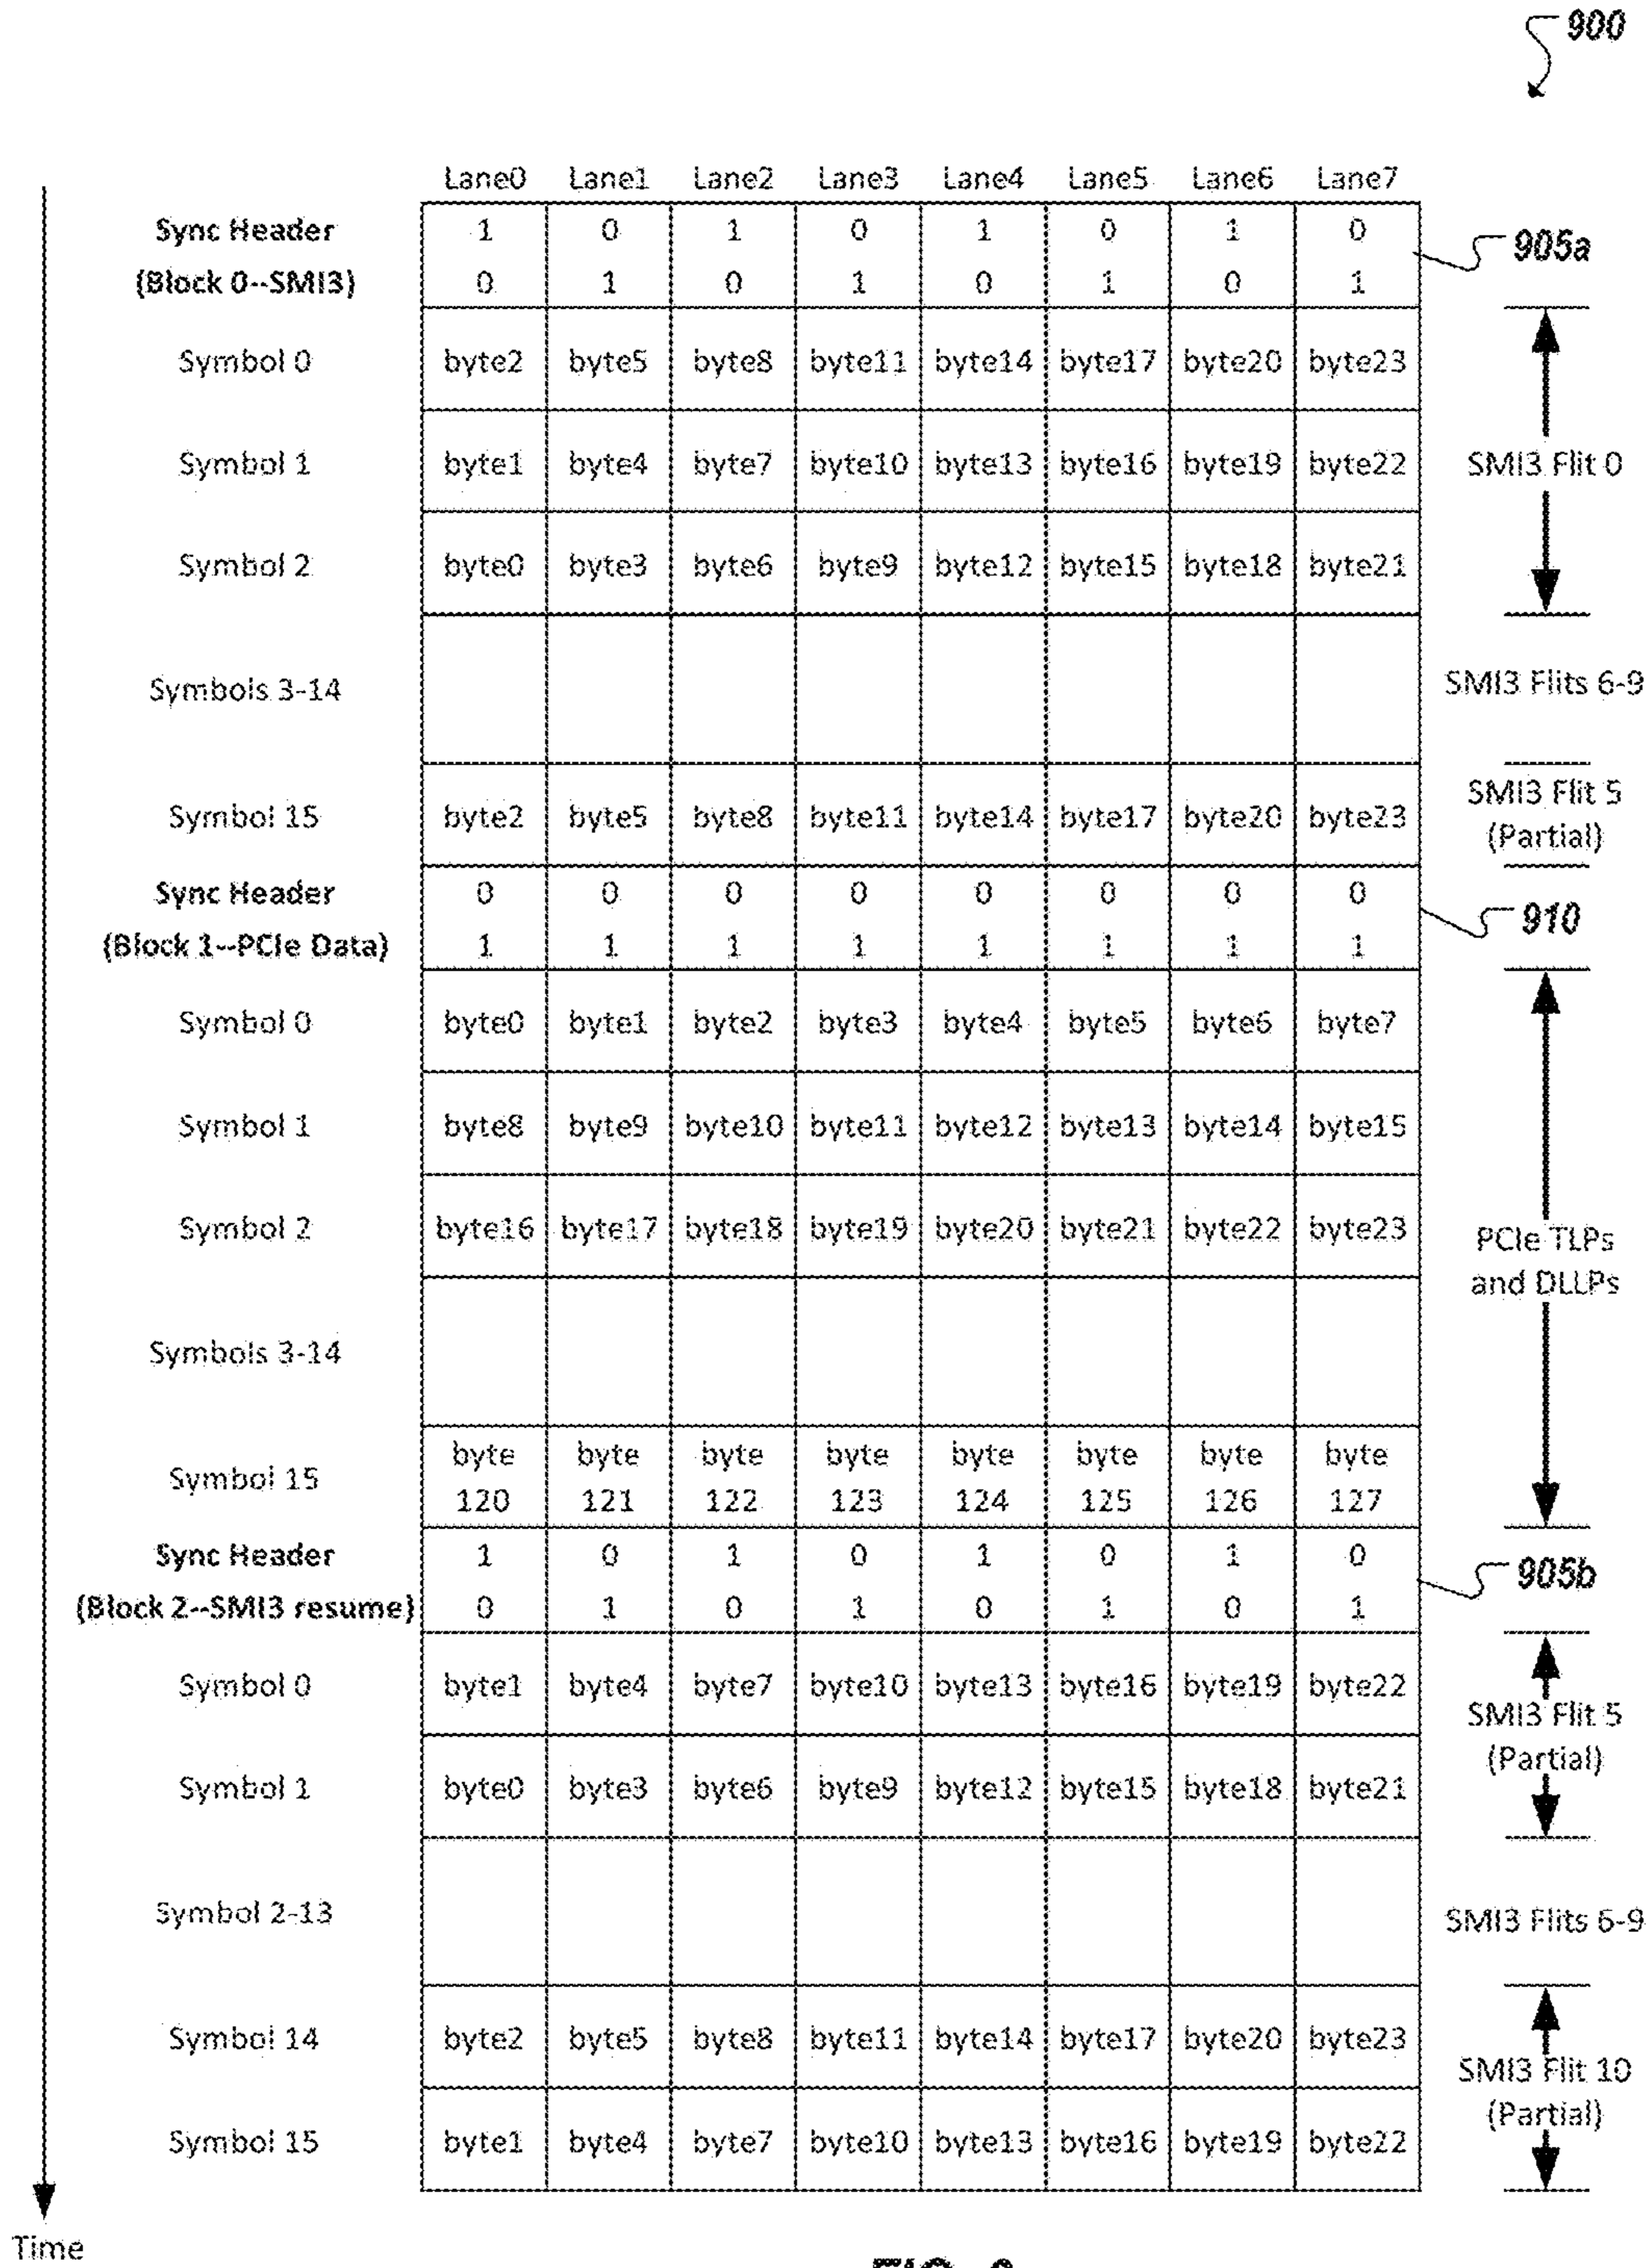 900
Lane0 Lane1 Lane2 Lane3 Lane4 Lane5 Lane6 Lane7
Sync Header 1 0 1 0 1 0 1 0 905a
(Block 0--SMI3) 0 1 0 1 0 1 0 1
Symbol 0 byte2 byte5 byte8 byte11 byte14 byte17 byte20 byte23
Symbol 1 byte1 byte4 byte7 byte10 byte13 byte16 byte19 byte22 SMI3 Flit 0
Symbol 2 byte0 byte3 byte6 byte9 byte12 byte15 byte18 byte21
Symbols 3-14 SMI3 Flits 6-9
Symbol 15 byte2 byte5 byte8 byte11 byte14 byte17 byte20 byte23 SMI3 Flit 5
(Partial)
Sync Header 0 0 0 0 0 0 0 0 910
(Block 1--PCIe Data) 1 1 1 1 1 1 1 1
Symbol 0 byte0 byte1 byte2 byte3 byte4 byte5 byte6 byte7
Symbol 1 byte8 byte9 byte10 byte11 byte12 byte13 byte14 byte15
Symbol 2 byte16 byte17 byte18 byte19 byte20 byte21 byte22 byte23 PCIe TLPs
and DLLPs
Symbols 3-14
byte byte byte byte byte byte byte byte
Symbol 15 120 121 122 123 124 125 126 127
Sync Header 1 0 1 0 1 0 1 0 905b
(Block 2--SMI3 resume) 0 1 0 1 0 1 0 1
Symbol 0 byte1 byte4 byte7 byte10 byte13 byte16 byte19 byte22 SMI3 Flit 5
(Partial)
Symbol 1 byte0 byte3 byte6 byte9 byte12 byte15 byte18 byte21
Symbol 2-13 SMI3 Flits 6-9
Symbol 14 byte2 byte5 byte8 byte11 byte14 byte17 byte20 byte23 SMI3 Flit 10
(Partial)
Symbol 15 byte1 byte4 byte7 byte10 byte13 byte16 byte19 byte22
Time